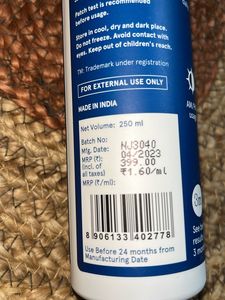 Patch test is recommended
before usage.
Store in cool, dry and dark place.
Do not freeze. Avoid contact with
eyes. Keep out of children's reach.
TM: Trademark under registration
FOR EXTERNAL USE ONLY
MADE IN INDIA
Net Volume: 250 ml
Batch No: NJ3040
Mfg. Date: 04/2023
MRP (₹) (incl. of all taxes) 399.00
MRP (₹/ml): ₹1.60/ml
8 906133 402778
Use Before 24 months from
Manufacturing Date